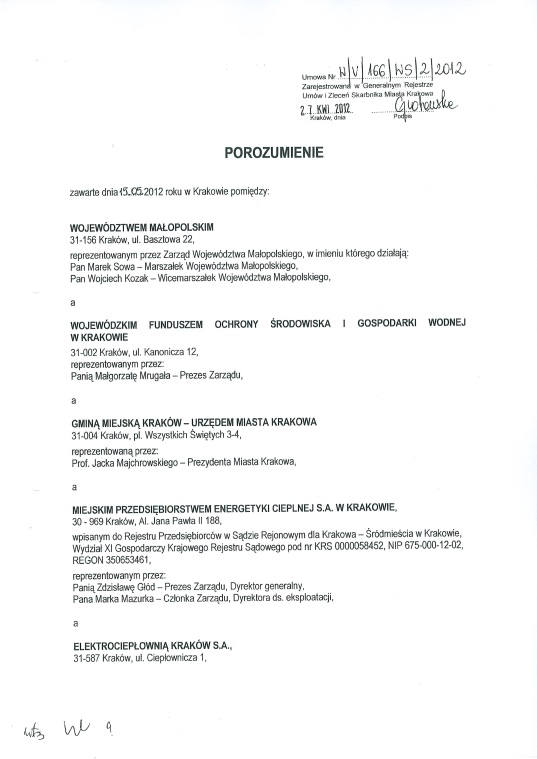 Umowa Nr W/V/166/WS/2/2012
Zarejestrowana w Generalnym Rejestrze
Umów i Zleceń Skarbnika Miasta Krakowa
27. KWI 2012
Kraków, dnia Podpis
POROZUMIENIE
zawarte dnia 15.05.2012 roku w Krakowie pomiędzy:
WOJEWÓDZTWEM MAŁOPOLSKIM
31-156 Kraków, ul. Basztowa 22,
reprezentowanym przez Zarząd Województwa Małopolskiego, w imieniu którego działają:
Pan Marek Sowa – Marszałek Województwa Małopolskiego,
Pan Wojciech Kozak – Wicemarszałek Województwa Małopolskiego,
a
WOJEWÓDZKIM FUNDUSZEM OCHRONY ŚRODOWISKA I GOSPODARKI WODNEJ
W KRAKOWIE
31-002 Kraków, ul. Kanonicza 12,
reprezentowanym przez:
Panią Małgorzatę Mrugała – Prezes Zarządu,
a
GMINĄ MIEJSKĄ KRAKÓW – URZĘDEM MIASTA KRAKOWA
31-004 Kraków, pl. Wszystkich Świętych 3-4,
reprezentowaną przez:
Prof. Jacka Majchrowskiego – Prezydenta Miasta Krakowa,
a
MIEJSKIM PRZEDSIĘBIORSTWEM ENERGETYKI CIEPLNEJ S.A. W KRAKOWIE,
30 - 969 Kraków, Al. Jana Pawła II 188,
wpisanym do Rejestru Przedsiębiorców w Sądzie Rejonowym dla Krakowa – Śródmieścia w Krakowie,
Wydział XI Gospodarczy Krajowego Rejestru Sądowego pod nr KRS 0000058452, NIP 675-000-12-02,
REGON 350653461,
reprezentowanym przez:
Panią Zdzisławę Głód – Prezes Zarządu, Dyrektor generalny,
Pana Marka Mazurka – Członka Zarządu, Dyrektora ds. eksploatacji,
a
ELEKTROCIEPŁOWNIĄ KRAKÓW S.A.,
31-587 Kraków, ul. Ciepłownicza 1,